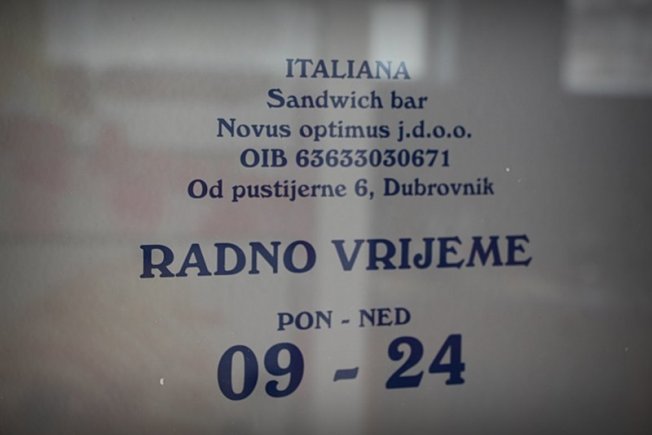 ITALIANA
Sandwich bar
Novus optimus j.d.o.o.
OIB 63633030671
Od pustijerne 6, Dubrovnik
RADNO VRIJEME
PON - NED
09 - 24